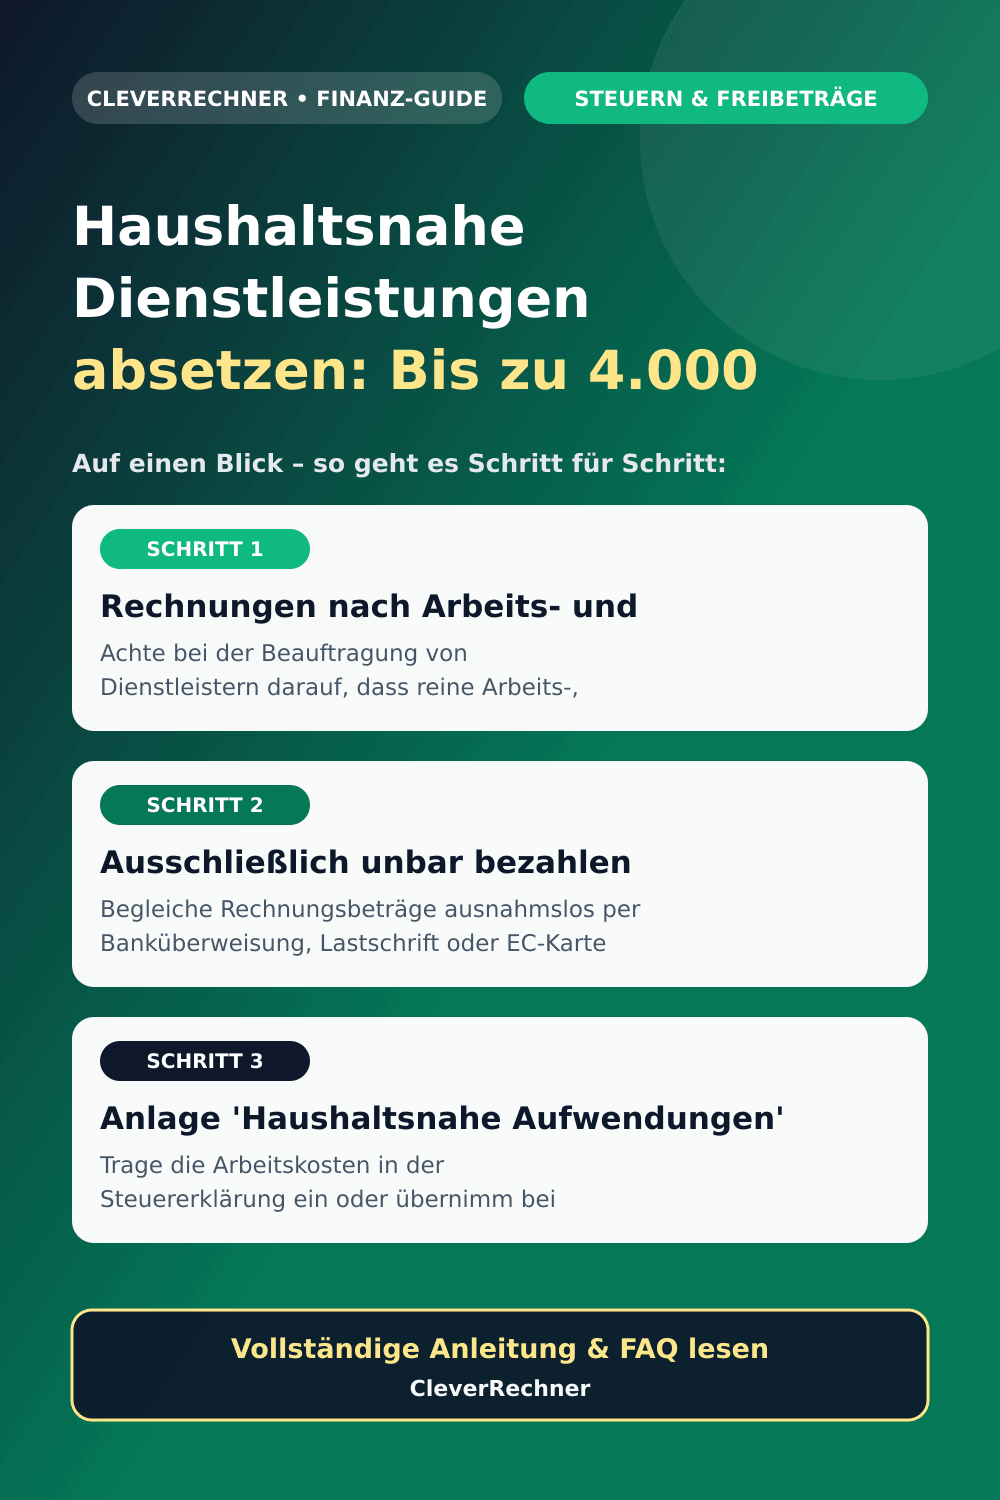 CLEVERRECHNER • FINANZ-GUIDE
STEUERN & FREIBETRÄGE
Haushaltsnahe
Dienstleistungen
absetzen: Bis zu 4.000
Auf einen Blick – so geht es Schritt für Schritt:
SCHRITT 1
Rechnungen nach Arbeits- und
Achte bei der Beauftragung von
Dienstleistern darauf, dass reine Arbeits-,
SCHRITT 2
Ausschließlich unbar bezahlen
Begleiche Rechnungsbeträge ausnahmslos per
Banküberweisung, Lastschrift oder EC-Karte
SCHRITT 3
Anlage 'Haushaltsnahe Aufwendungen'
Trage die Arbeitskosten in der
Steuererklärung ein oder übernimm bei
Vollständige Anleitung & FAQ lesen
CleverRechner